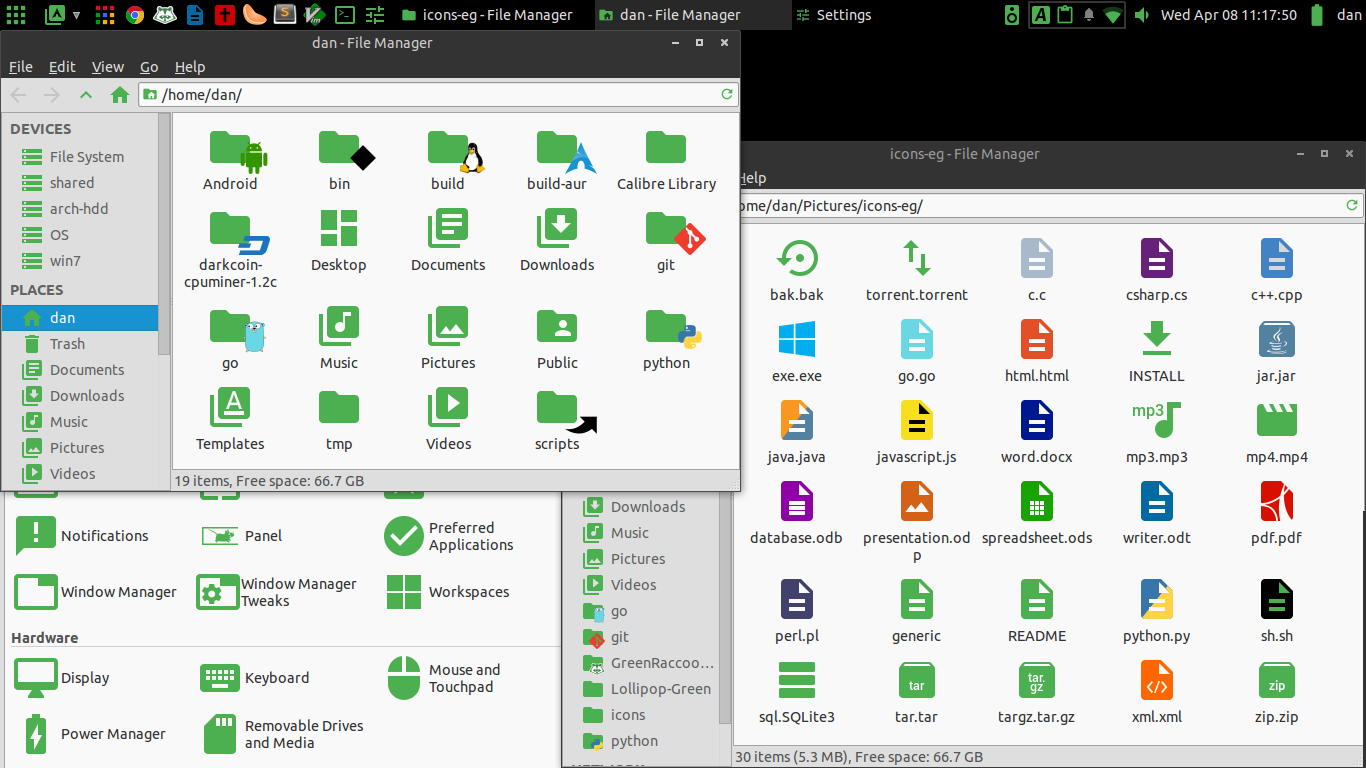 icons-eg - File Manager
dan - File Manager
Settings
A
Wed Apr 08 11:17:50
dan
dan - File Manager
File Edit View Go Help
/home/dan/
DEVICES
File System
shared
arch-hdd
OS
win7
PLACES
dan
Trash
Documents
Downloads
Music
Pictures
Videos
Android
bin
build
build-aur
Calibre Library
darkcoin-
cpuminer-1.2c
Desktop
Documents
Downloads
git
go
Music
Pictures
Public
python
A
Templates
tmp
Videos
scripts
19 items, Free space: 66.7 GB
icons-eg - File Manager
Help
ome/dan/Pictures/icons-eg/
bak.bak
torrent.torrent
c.c
csharp.cs
c++.cpp
exe.exe
go.go
html.html
INSTALL
jar.jar
java.java
javascript.js
word.docx
mp3
mp3.mp3
mp4.mp4
database.odb
presentation.od
p
spreadsheet.ods
writer.odt
pdf.pdf
perl.pl
generic
README
python.py
sh.sh
sql.SQLite3
tar
tar.tar
tar
gz
targz.tar.gz
xml.xml
zip
zip.zip
30 items (5.3 MB), Free space: 66.7 GB
Downloads
Music
Pictures
Videos
go
git
GreenRaccoo...
Lollipop-Green
icons
python
Notifications
Panel
Preferred
Applications
Window Manager
Window Manager
Tweaks
Workspaces
Hardware
Display
Keyboard
Mouse and
Touchpad
Power Manager
Removable Drives
and Media